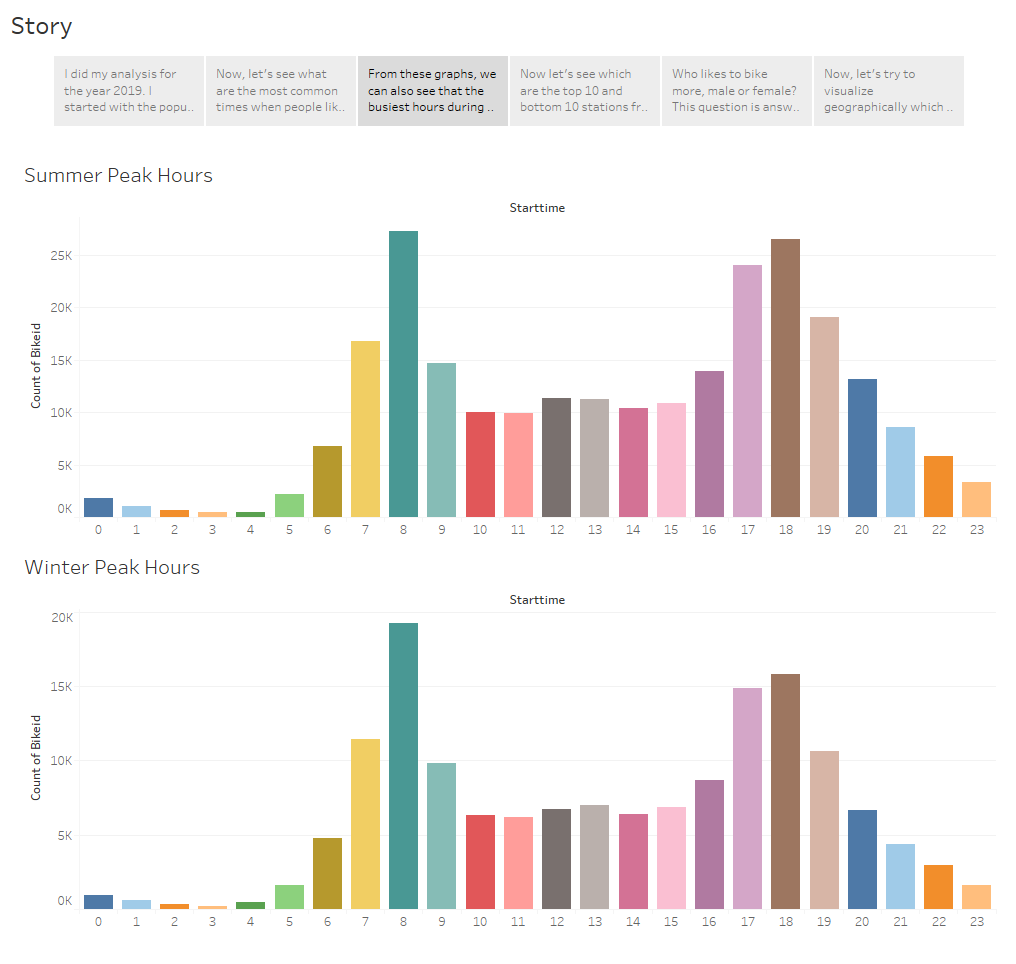 Story
I did my analysis for
the year 2019. I
started with the popu..
Now, let's see what
are the most common
times when people lik..
From these graphs, we
can also see that the
busiest hours during ..
Now let's see which
are the top 10 and
bottom 10 stations fr..
Who likes to bike
more, male or female?
This question is answ..
Now, let's try to
visualize
geographically which ..
Summer Peak Hours
Starttime
Count of Bikeid
25K
20K
15K
10K
5K
0K
0 1 2 3 4 5 6 7 8 9 10 11 12 13 14 15 16 17 18 19 20 21 22 23
Winter Peak Hours
Starttime
Count of Bikeid
20K
15K
10K
5K
0K
0 1 2 3 4 5 6 7 8 9 10 11 12 13 14 15 16 17 18 19 20 21 22 23